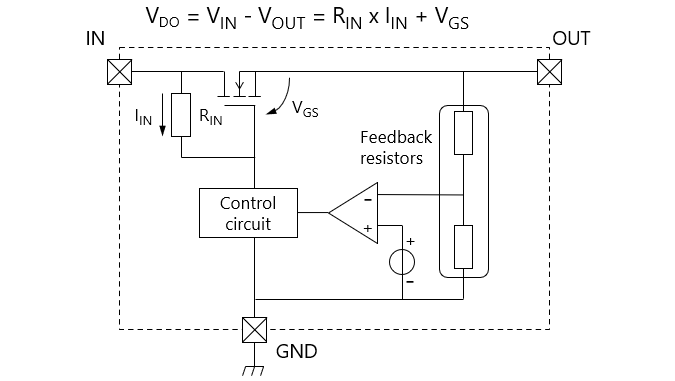 V_DO = V_IN - V_OUT = R_IN x I_IN + V_GS
IN
OUT
I_IN
R_IN
V_GS
Feedback
resistors
Control
circuit
-
+
+
-
GND